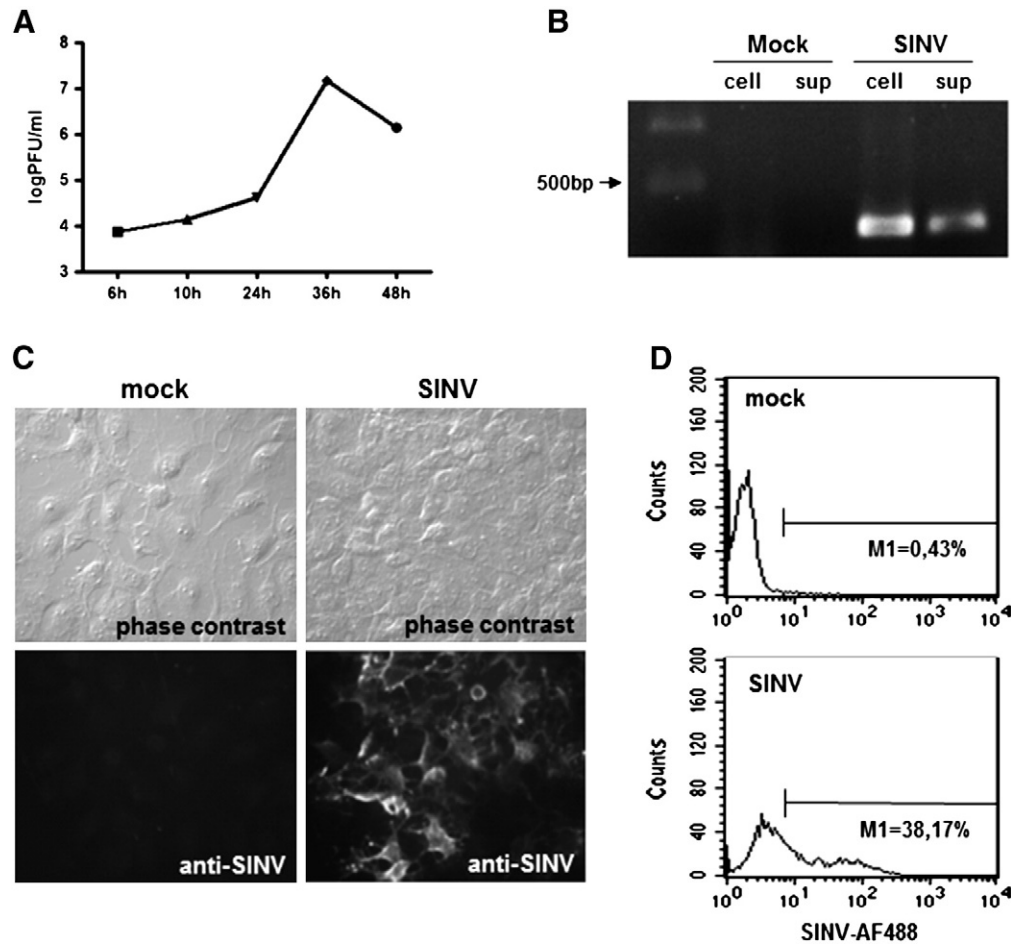 A
logPFU/ml
8
7
6
5
4
3
6h 10h 24h 36h 48h
B
Mock SINV
cell sup cell sup
500bp
C
mock SINV
phase contrast phase contrast
anti-SINV anti-SINV
D
Counts
200
160
120
80
40
0
mock
M1=0,43%
10⁰ 10¹ 10² 10³ 10⁴
Counts
200
160
120
80
40
0
SINV
M1=38,17%
10⁰ 10¹ 10² 10³ 10⁴
SINV-AF488